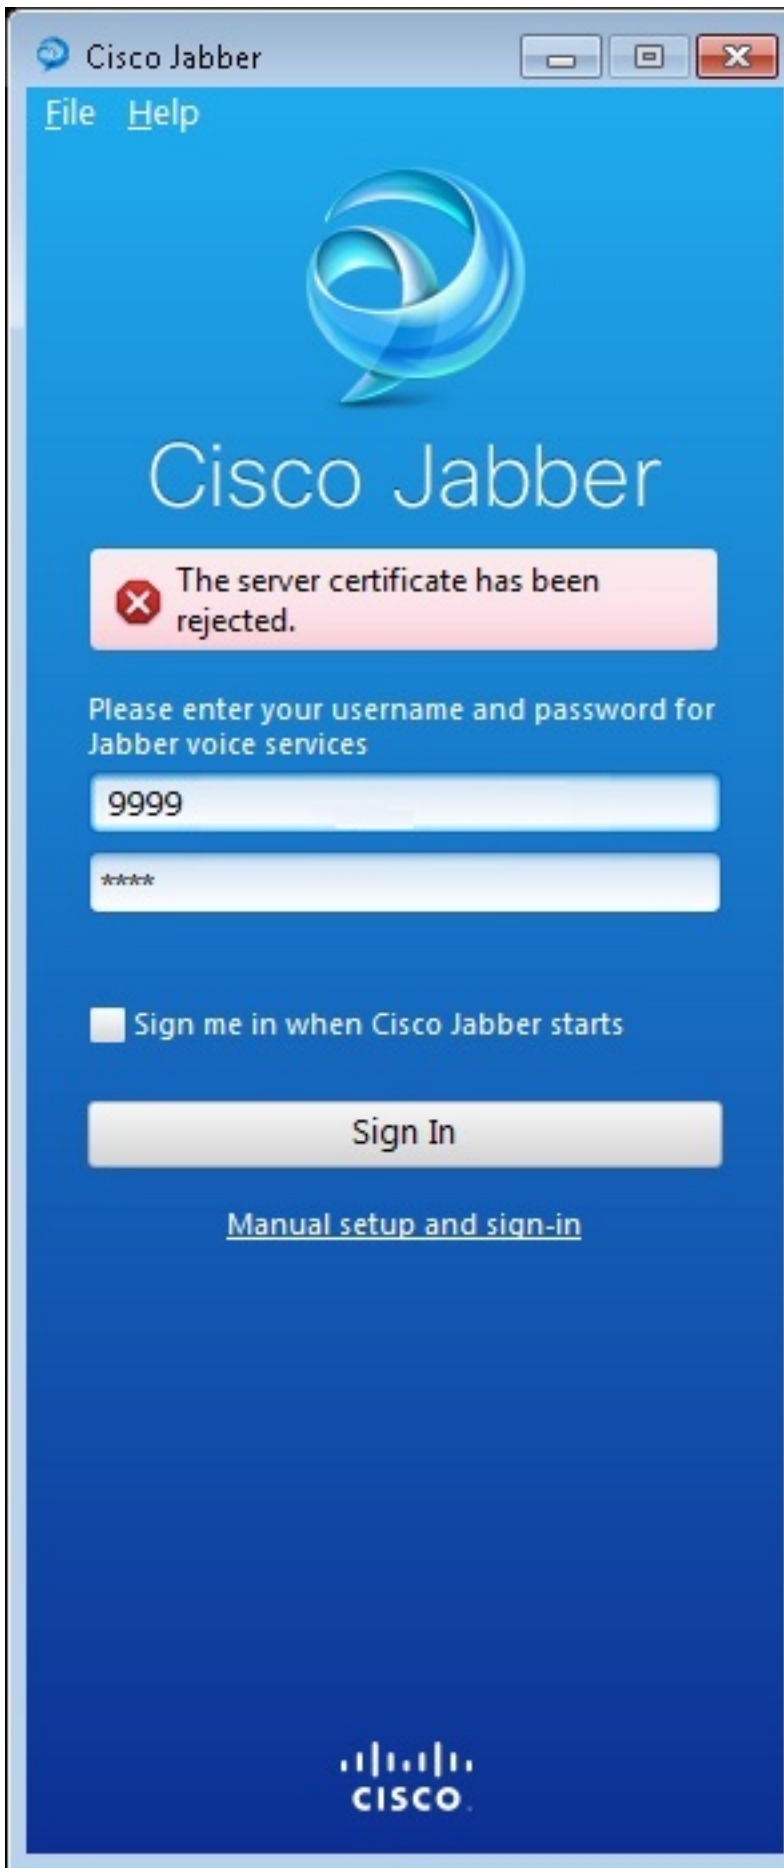 Cisco Jabber
File Help
Cisco Jabber
The server certificate has been
rejected.
Please enter your username and password for
Jabber voice services
9999
****
Sign me in when Cisco Jabber starts
Sign In
Manual setup and sign-in
CISCO